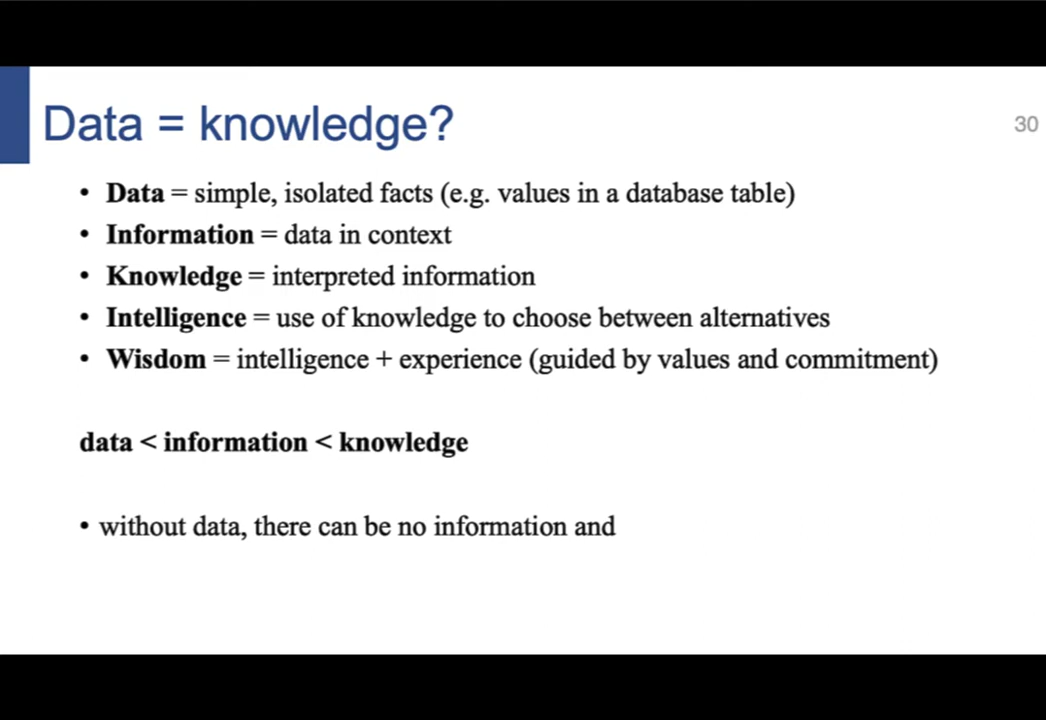 Data = knowledge?
30
• Data = simple, isolated facts (e.g. values in a database table)
• Information = data in context
• Knowledge = interpreted information
• Intelligence = use of knowledge to choose between alternatives
• Wisdom = intelligence + experience (guided by values and commitment)
data < information < knowledge
• without data, there can be no information and